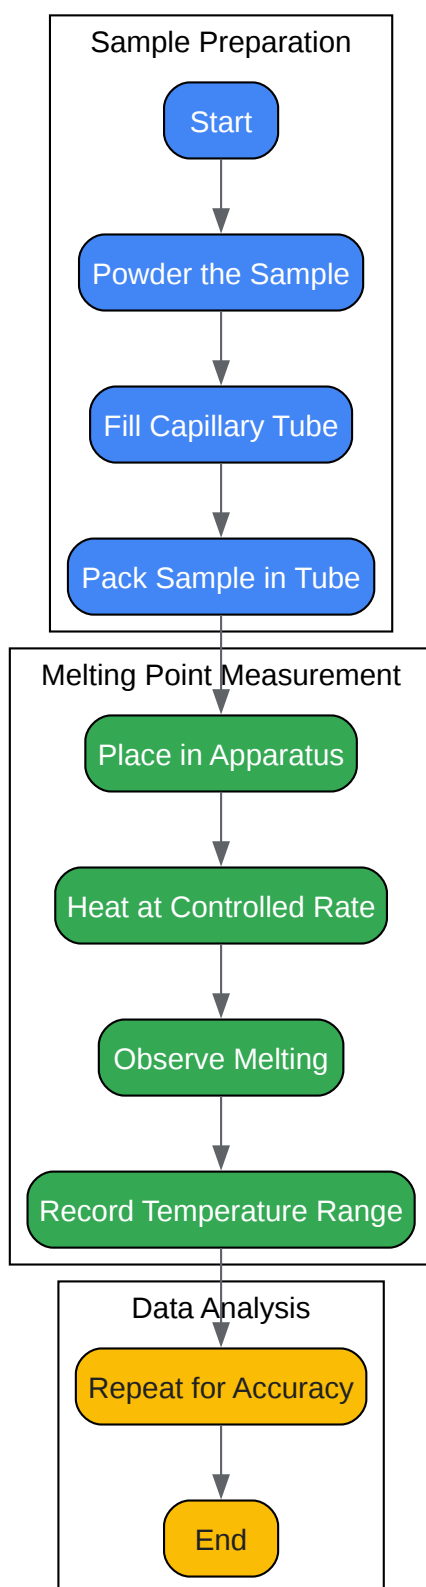 Sample Preparation
Start
Powder the Sample
Fill Capillary Tube
Pack Sample in Tube
Melting Point Measurement
Place in Apparatus
Heat at Controlled Rate
Observe Melting
Record Temperature Range
Data Analysis
Repeat for Accuracy
End